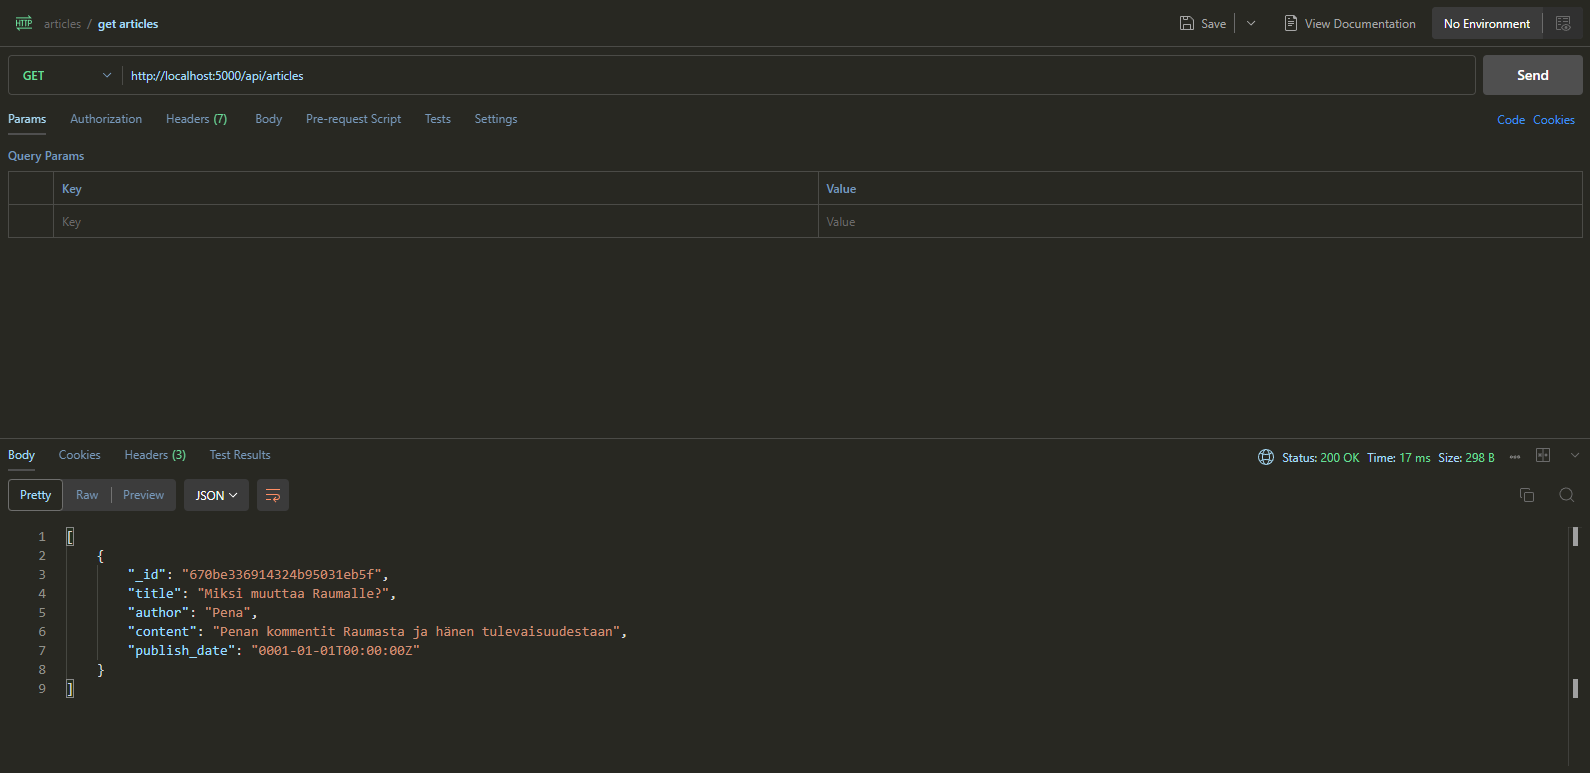 HTTP articles / get articles Save View Documentation No Environment
GET http://localhost:5000/api/articles Send
Params Authorization Headers (7) Body Pre-request Script Tests Settings Code Cookies
Query Params
Key Value
Key Value
Body Cookies Headers (3) Test Results Status: 200 OK Time: 17 ms Size: 298 B
Pretty Raw Preview JSON
1 [
2 {
3 "_id": "670be336914324b95031eb5f",
4 "title": "Miksi muuttaa Raumalle?",
5 "author": "Pena",
6 "content": "Penan kommentit Raumasta ja hänen tulevaisuudestaan",
7 "publish_date": "0001-01-01T00:00:00Z"
8 }
9 ]